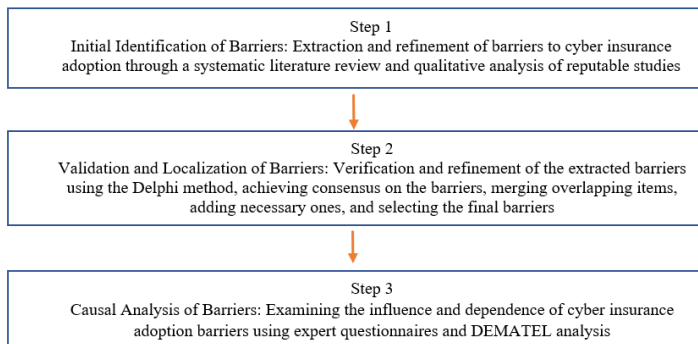 Step 1
Initial Identification of Barriers: Extraction and refinement of barriers to cyber insurance
adoption through a systematic literature review and qualitative analysis of reputable studies
Step 2
Validation and Localization of Barriers: Verification and refinement of the extracted barriers
using the Delphi method, achieving consensus on the barriers, merging overlapping items,
adding necessary ones, and selecting the final barriers
Step 3
Causal Analysis of Barriers: Examining the influence and dependence of cyber insurance
adoption barriers using expert questionnaires and DEMATEL analysis